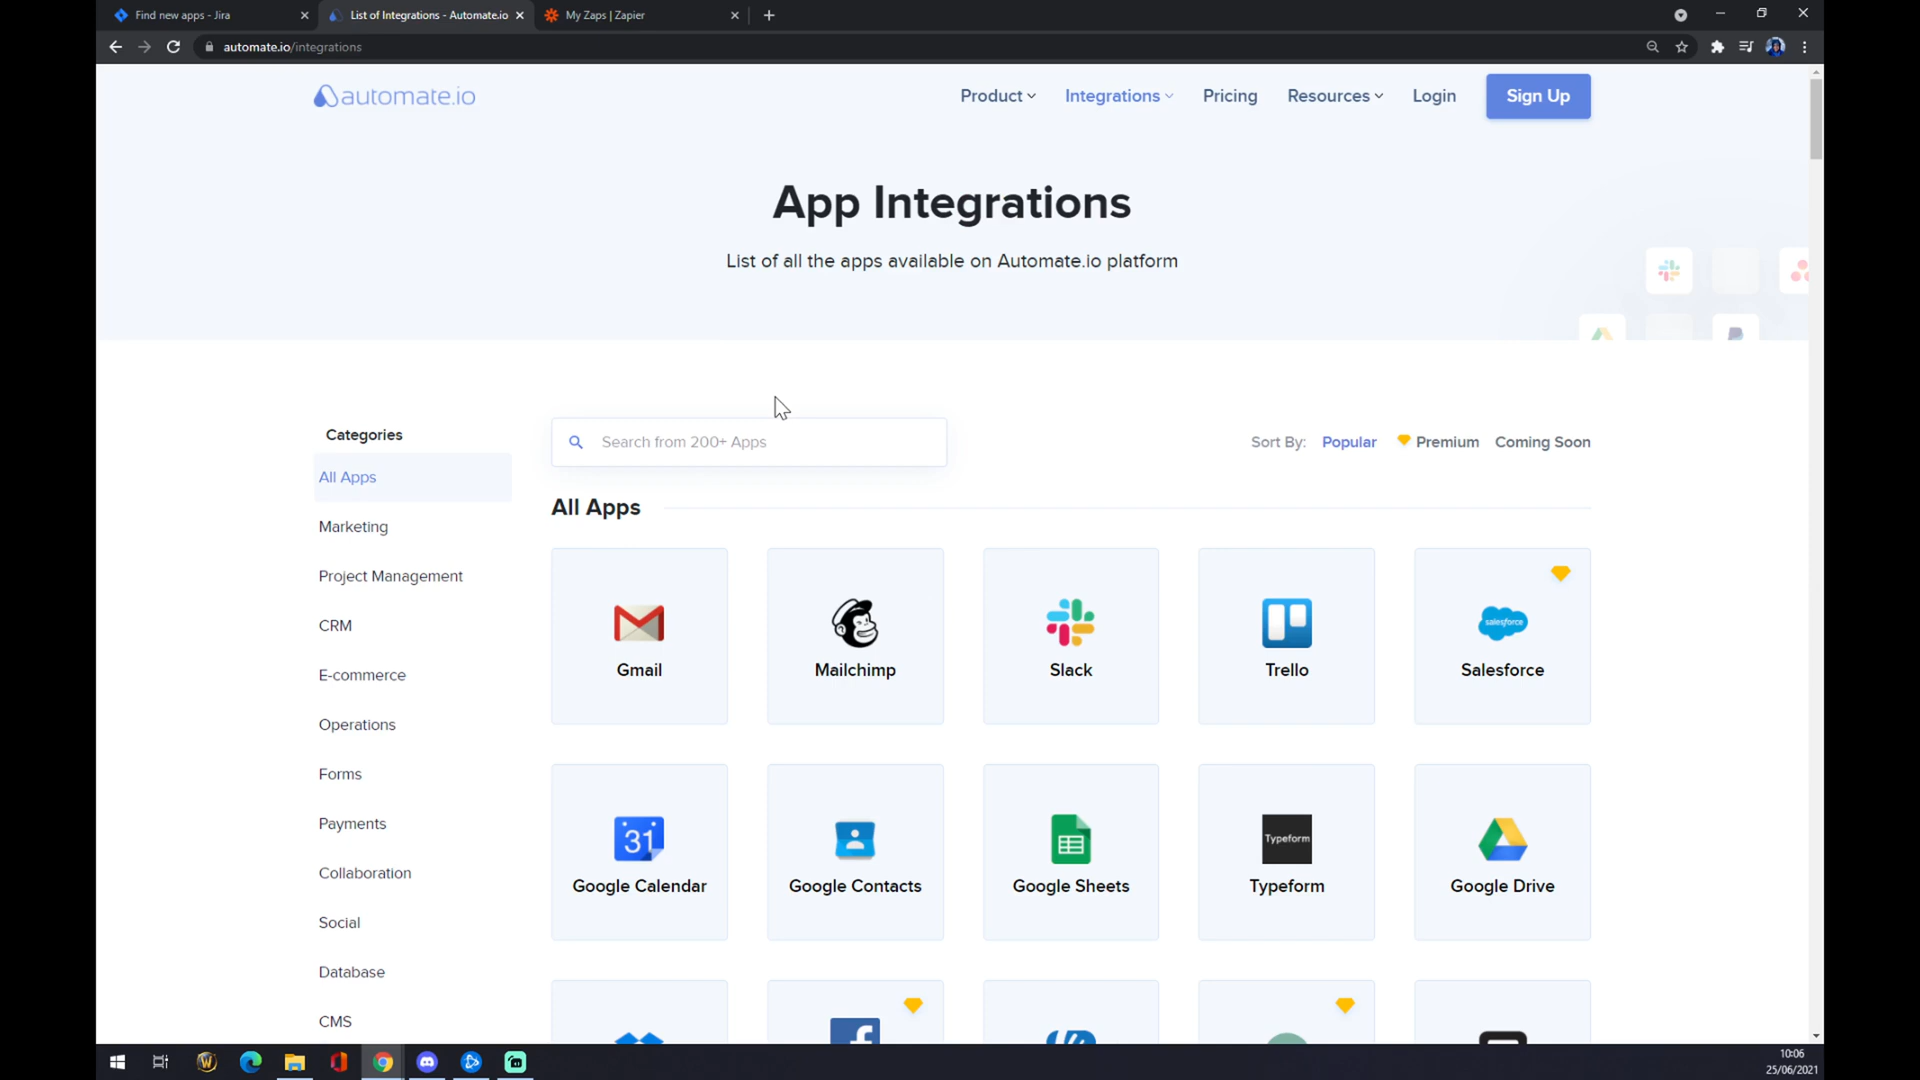 Find new apps - Jira
List of Integrations - Automate.io
My Zaps | Zapier
automate.io/integrations
automate.io
Product
Integrations
Pricing
Resources
Login
Sign Up
App Integrations
List of all the apps available on Automate.io platform
Categories
Search from 200+ Apps
Sort By:
Popular
Premium
Coming Soon
All Apps
All Apps
Marketing
Project Management
CRM
E-commerce
Operations
Forms
Payments
Collaboration
Social
Database
CMS
Gmail
Mailchimp
Slack
Trello
salesforce
Salesforce
31
Google Calendar
Google Contacts
Google Sheets
Typeform
Typeform
Google Drive
10:06
25/06/2021